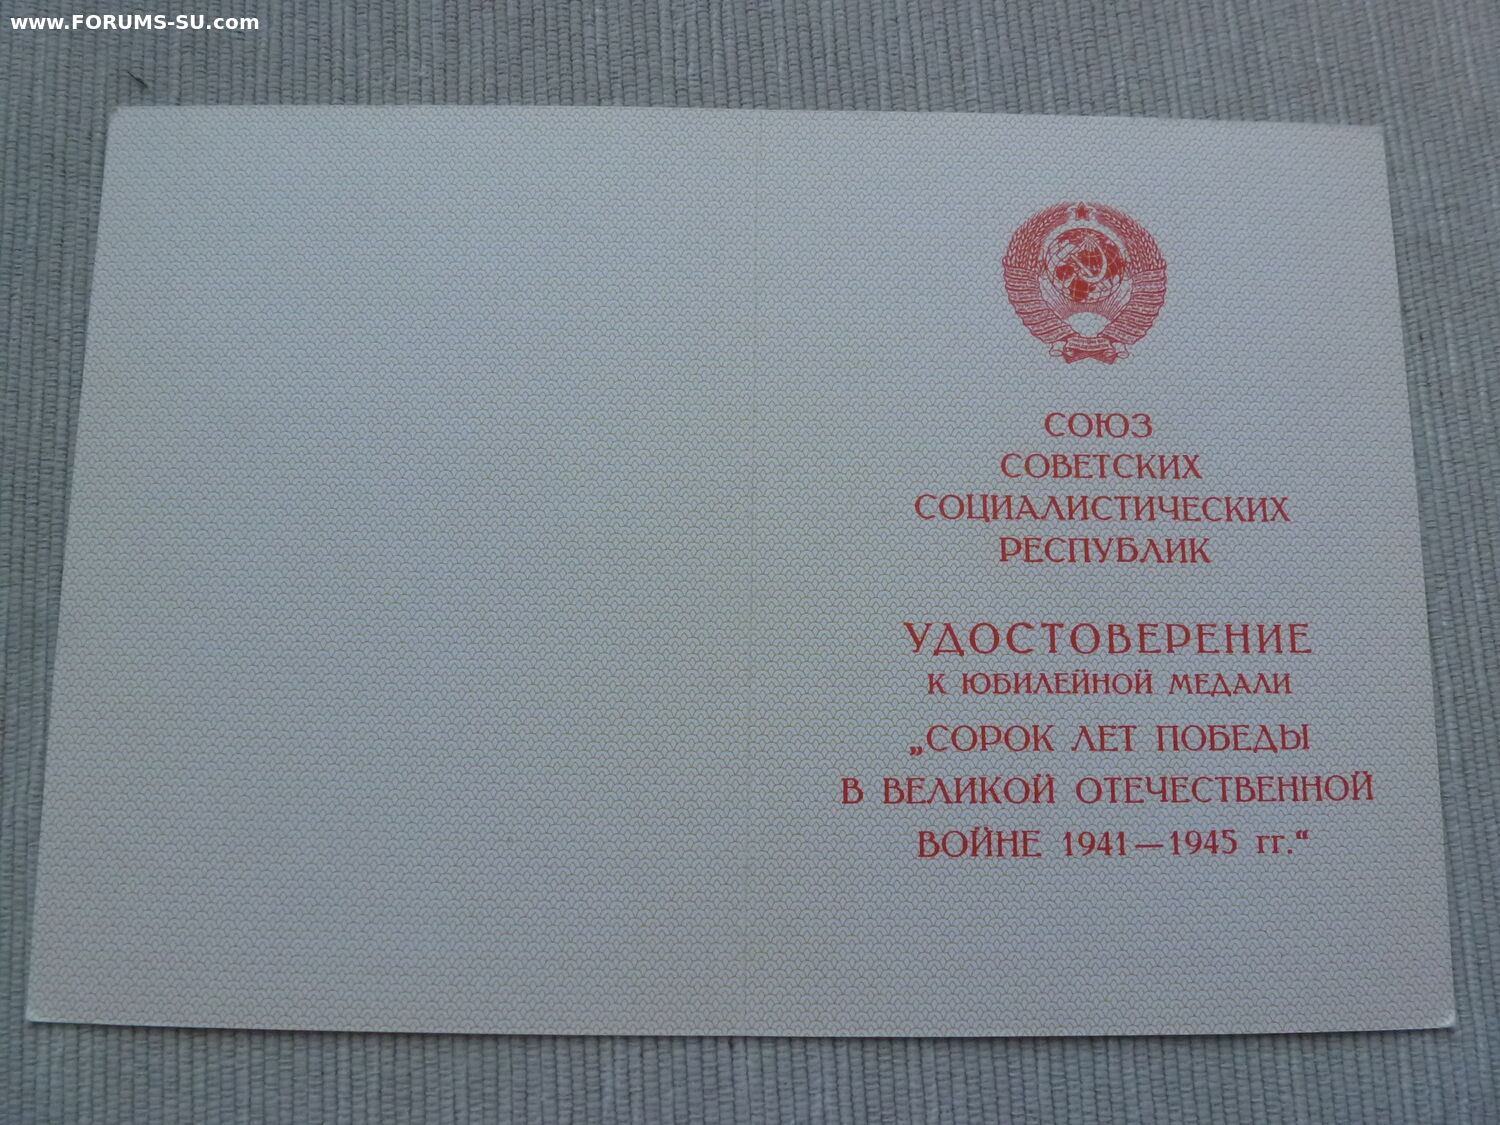 www.FORUMS-SU.com
СОЮЗ
СОВЕТСКИХ
СОЦИАЛИСТИЧЕСКИХ
РЕСПУБЛИК
УДОСТОВЕРЕНИЕ
К ЮБИЛЕЙНОЙ МЕДАЛИ
„СОРОК ЛЕТ ПОБЕДЫ
В ВЕЛИКОЙ ОТЕЧЕСТВЕННОЙ
ВОЙНЕ 1941—1945 гг.“